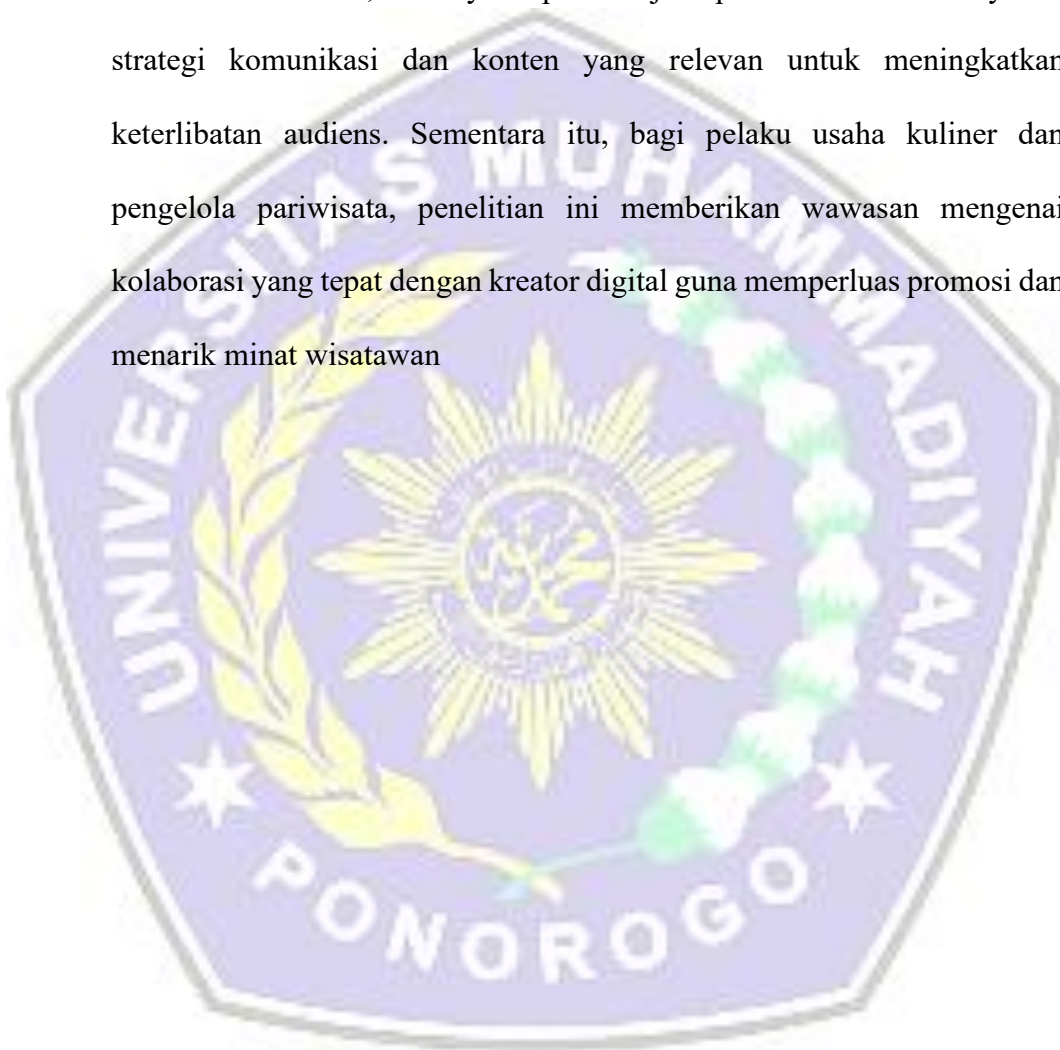 strategi komunikasi dan konten yang relevan untuk meningkatkan
keterlibatan audiens. Sementara itu, bagi pelaku usaha kuliner dan
pengelola pariwisata, penelitian ini memberikan wawasan mengenai
kolaborasi yang tepat dengan kreator digital guna memperluas promosi dan
menarik minat wisatawan
UNIVERSITAS MUHAMMADIYAH
PONOROGO